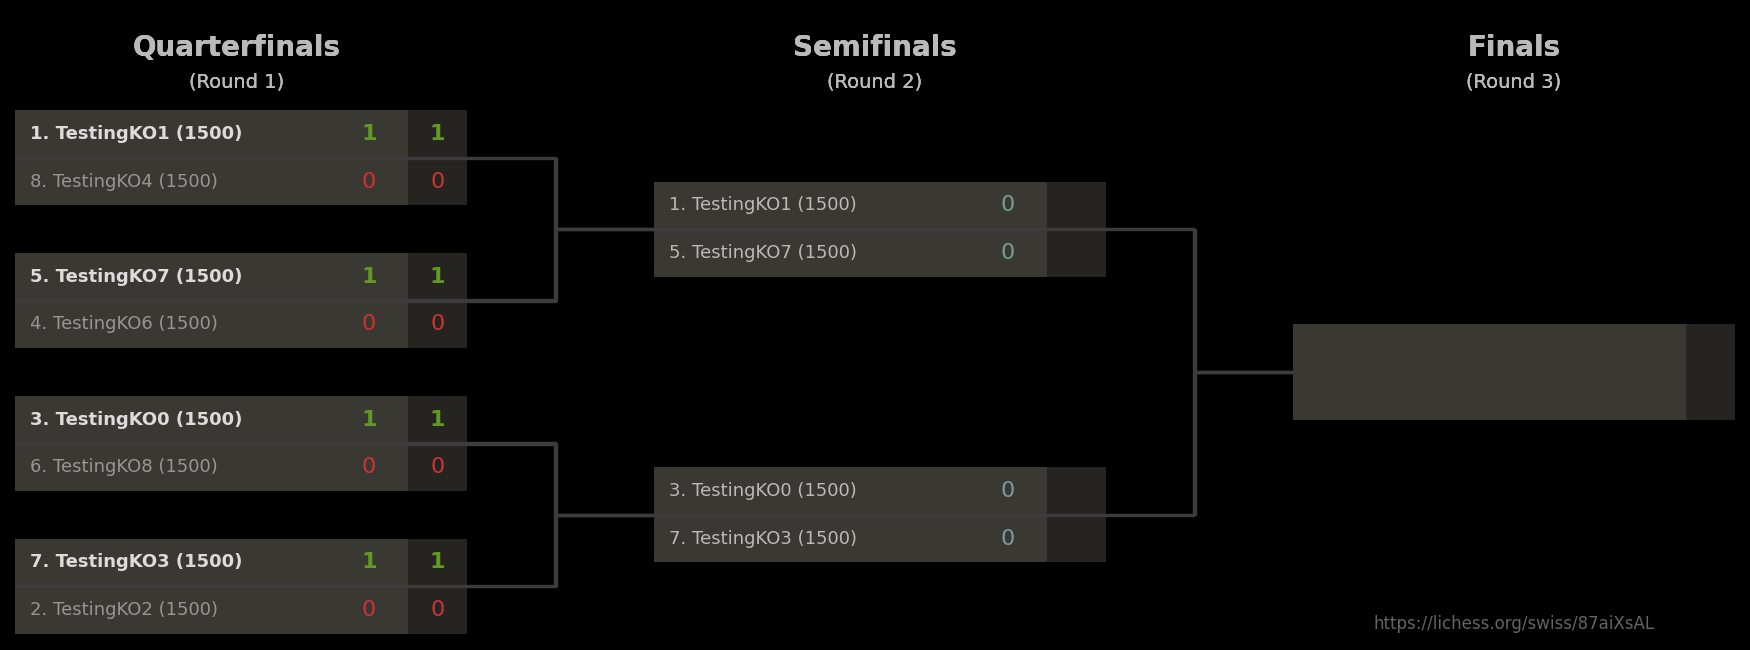 Quarterfinals
(Round 1)
Semifinals
(Round 2)
Finals
(Round 3)
1. TestingKO1 (1500) 1 1
8. TestingKO4 (1500) 0 0
5. TestingKO7 (1500) 1 1
4. TestingKO6 (1500) 0 0
3. TestingKO0 (1500) 1 1
6. TestingKO8 (1500) 0 0
7. TestingKO3 (1500) 1 1
2. TestingKO2 (1500) 0 0
1. TestingKO1 (1500) 0
5. TestingKO7 (1500) 0
3. TestingKO0 (1500) 0
7. TestingKO3 (1500) 0
https://lichess.org/swiss/87aiXsAL